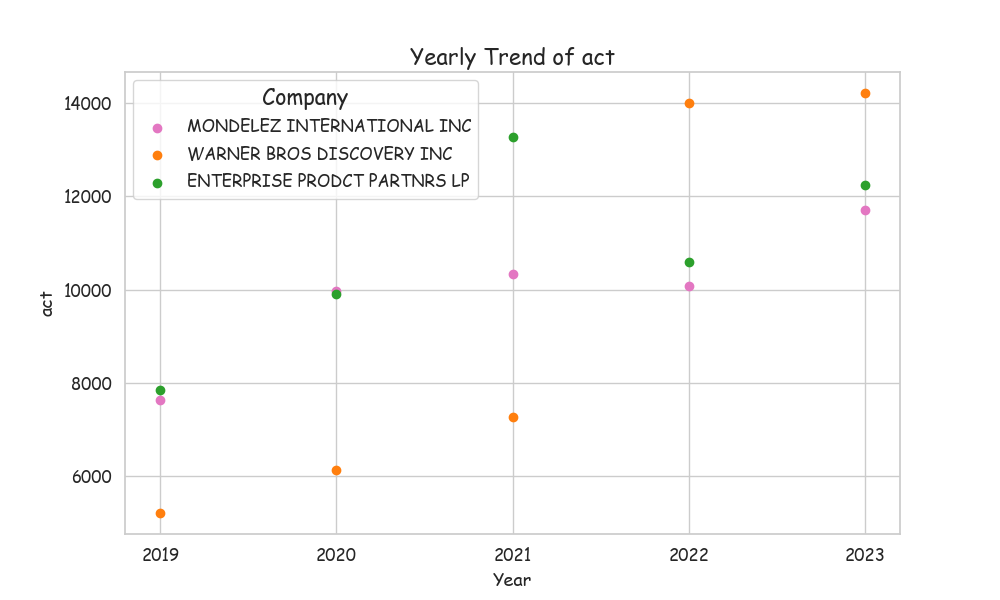 Yearly Trend of act
Company
MONDELEZ INTERNATIONAL INC
WARNER BROS DISCOVERY INC
ENTERPRISE PRODCT PARTNRS LP
14000
12000
10000
8000
6000
act
2019 2020 2021 2022 2023
Year